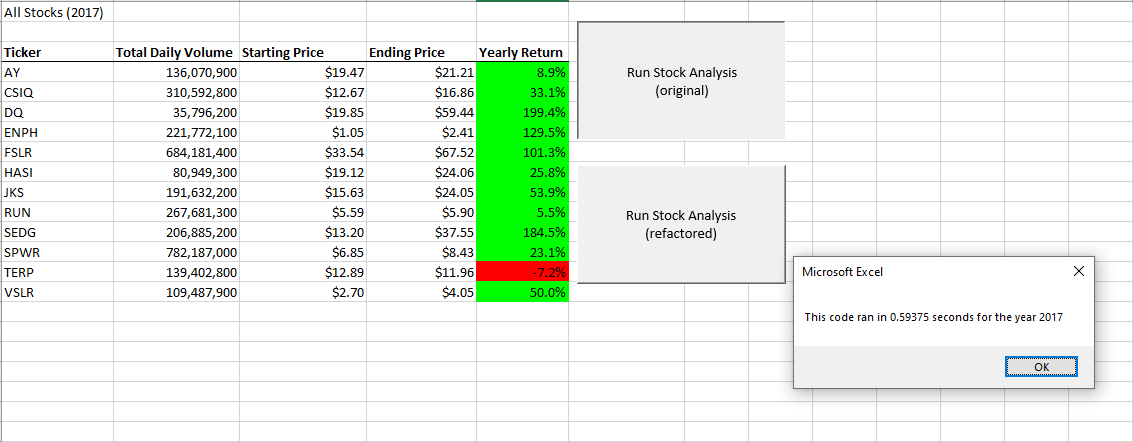 All Stocks (2017)
Ticker Total Daily Volume Starting Price Ending Price Yearly Return
AY 136,070,900 $19.47 $21.21 8.9%
CSIQ 310,592,800 $12.67 $16.86 33.1%
DQ 35,796,200 $19.85 $59.44 199.4%
ENPH 221,772,100 $1.05 $2.41 129.5%
FSLR 684,181,400 $33.54 $67.52 101.3%
HASI 80,949,300 $19.12 $24.06 25.8%
JKS 191,632,200 $15.63 $24.05 53.9%
RUN 267,681,300 $5.59 $5.90 5.5%
SEDG 206,885,200 $13.20 $37.55 184.5%
SPWR 782,187,000 $6.85 $8.43 23.1%
TERP 139,402,800 $12.89 $11.96 -7.2%
VSLR 109,487,900 $2.70 $4.05 50.0%
Run Stock Analysis
(original)
Run Stock Analysis
(refactored)
Microsoft Excel
This code ran in 0.59375 seconds for the year 2017
OK